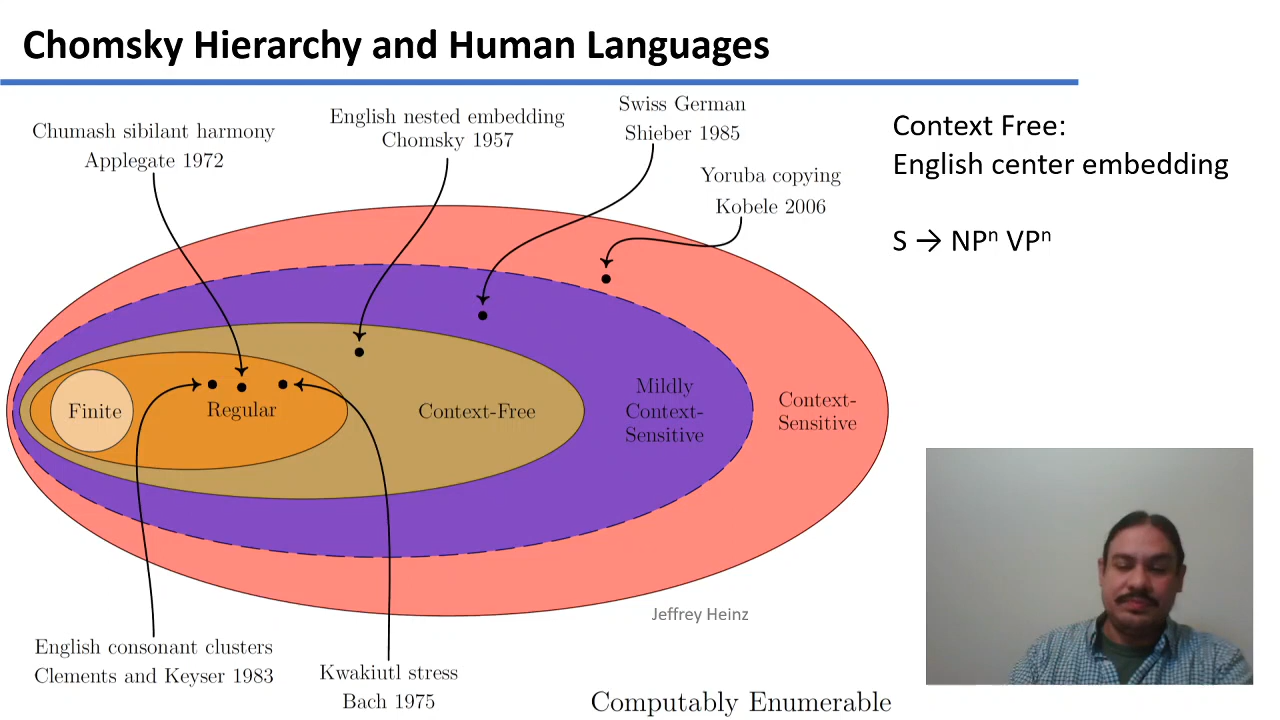 Chomsky Hierarchy and Human Languages
Chumash sibilant harmony
Applegate 1972
English nested embedding
Chomsky 1957
Swiss German
Shieber 1985
Yoruba copying
Kobele 2006
Context Free:
English center embedding
S → NPⁿ VPⁿ
Finite
Regular
Context-Free
Mildly
Context-
Sensitive
Context-
Sensitive
Jeffrey Heinz
English consonant clusters
Clements and Keyser 1983
Kwakiutl stress
Bach 1975
Computably Enumerable